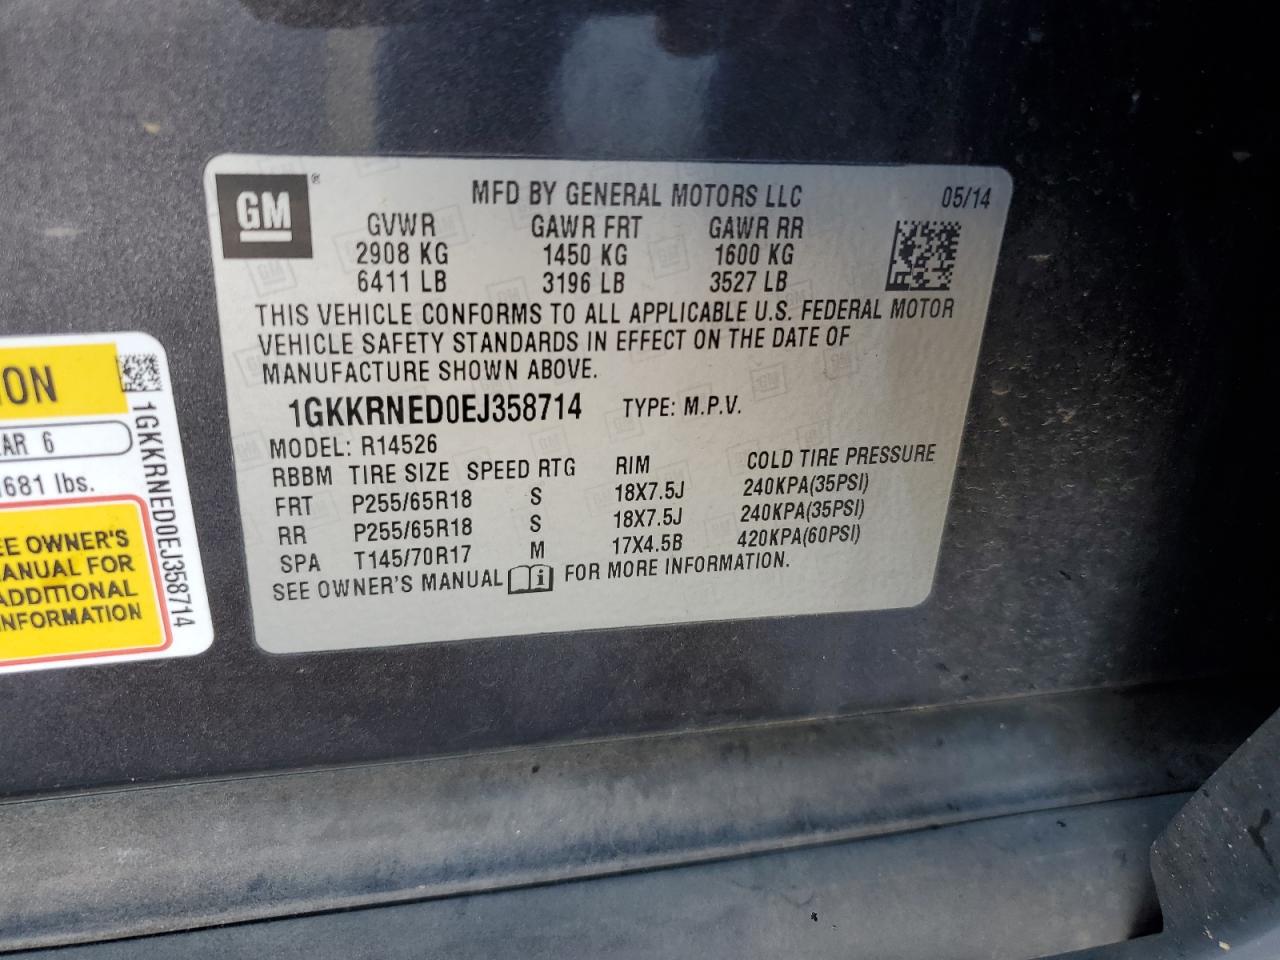 GM®
MFD BY GENERAL MOTORS LLC 05/14
GVWR GAWR FRT GAWR RR
2908 KG 1450 KG 1600 KG
6411 LB 3196 LB 3527 LB
THIS VEHICLE CONFORMS TO ALL APPLICABLE U.S. FEDERAL MOTOR
VEHICLE SAFETY STANDARDS IN EFFECT ON THE DATE OF
MANUFACTURE SHOWN ABOVE.
1GKKRNED0EJ358714 TYPE: M.P.V.
MODEL: R14526
RBBM TIRE SIZE SPEED RTG RIM COLD TIRE PRESSURE
FRT P255/65R18 S 18X7.5J 240KPA(35PSI)
RR P255/65R18 S 18X7.5J 240KPA(35PSI)
SPA T145/70R17 M 17X4.5B 420KPA(60PSI)
SEE OWNER'S MANUAL FOR MORE INFORMATION.
ION
AR 6
681 lbs.
EE OWNER'S
ANUAL FOR
ADDITIONAL
NFORMATION
1GKKRNED0EJ358714